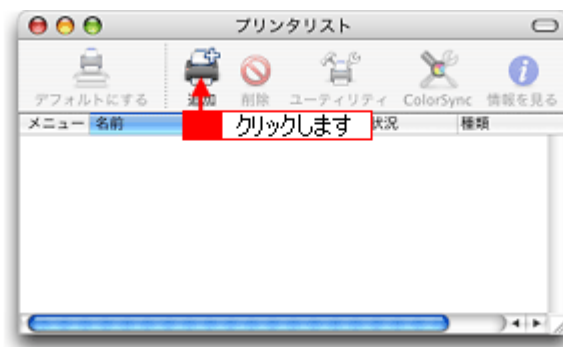 プリンタリスト
デフォルトにする 追加 削除 ユーティリティ ColorSync 情報を見る
メニュー 名前 状況 種類
クリックします